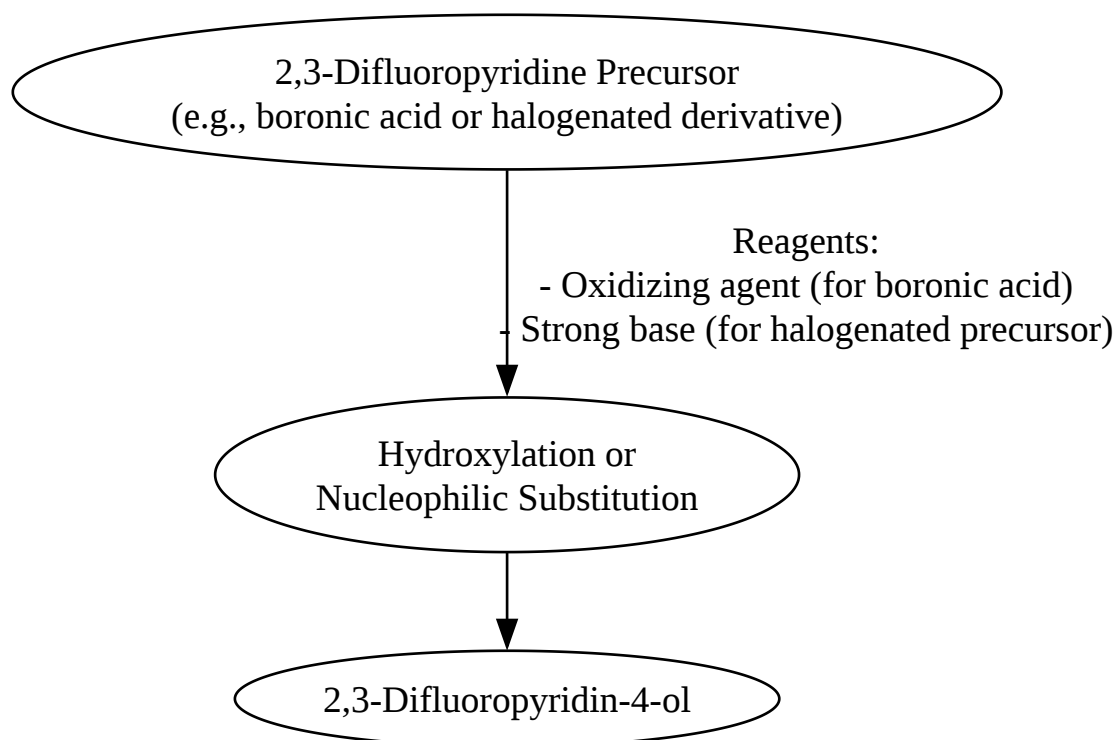 2,3-Difluoropyridine Precursor
(e.g., boronic acid or halogenated derivative)
Reagents:
- Oxidizing agent (for boronic acid)
- Strong base (for halogenated precursor)
Hydroxylation or
Nucleophilic Substitution
2,3-Difluoropyridin-4-ol